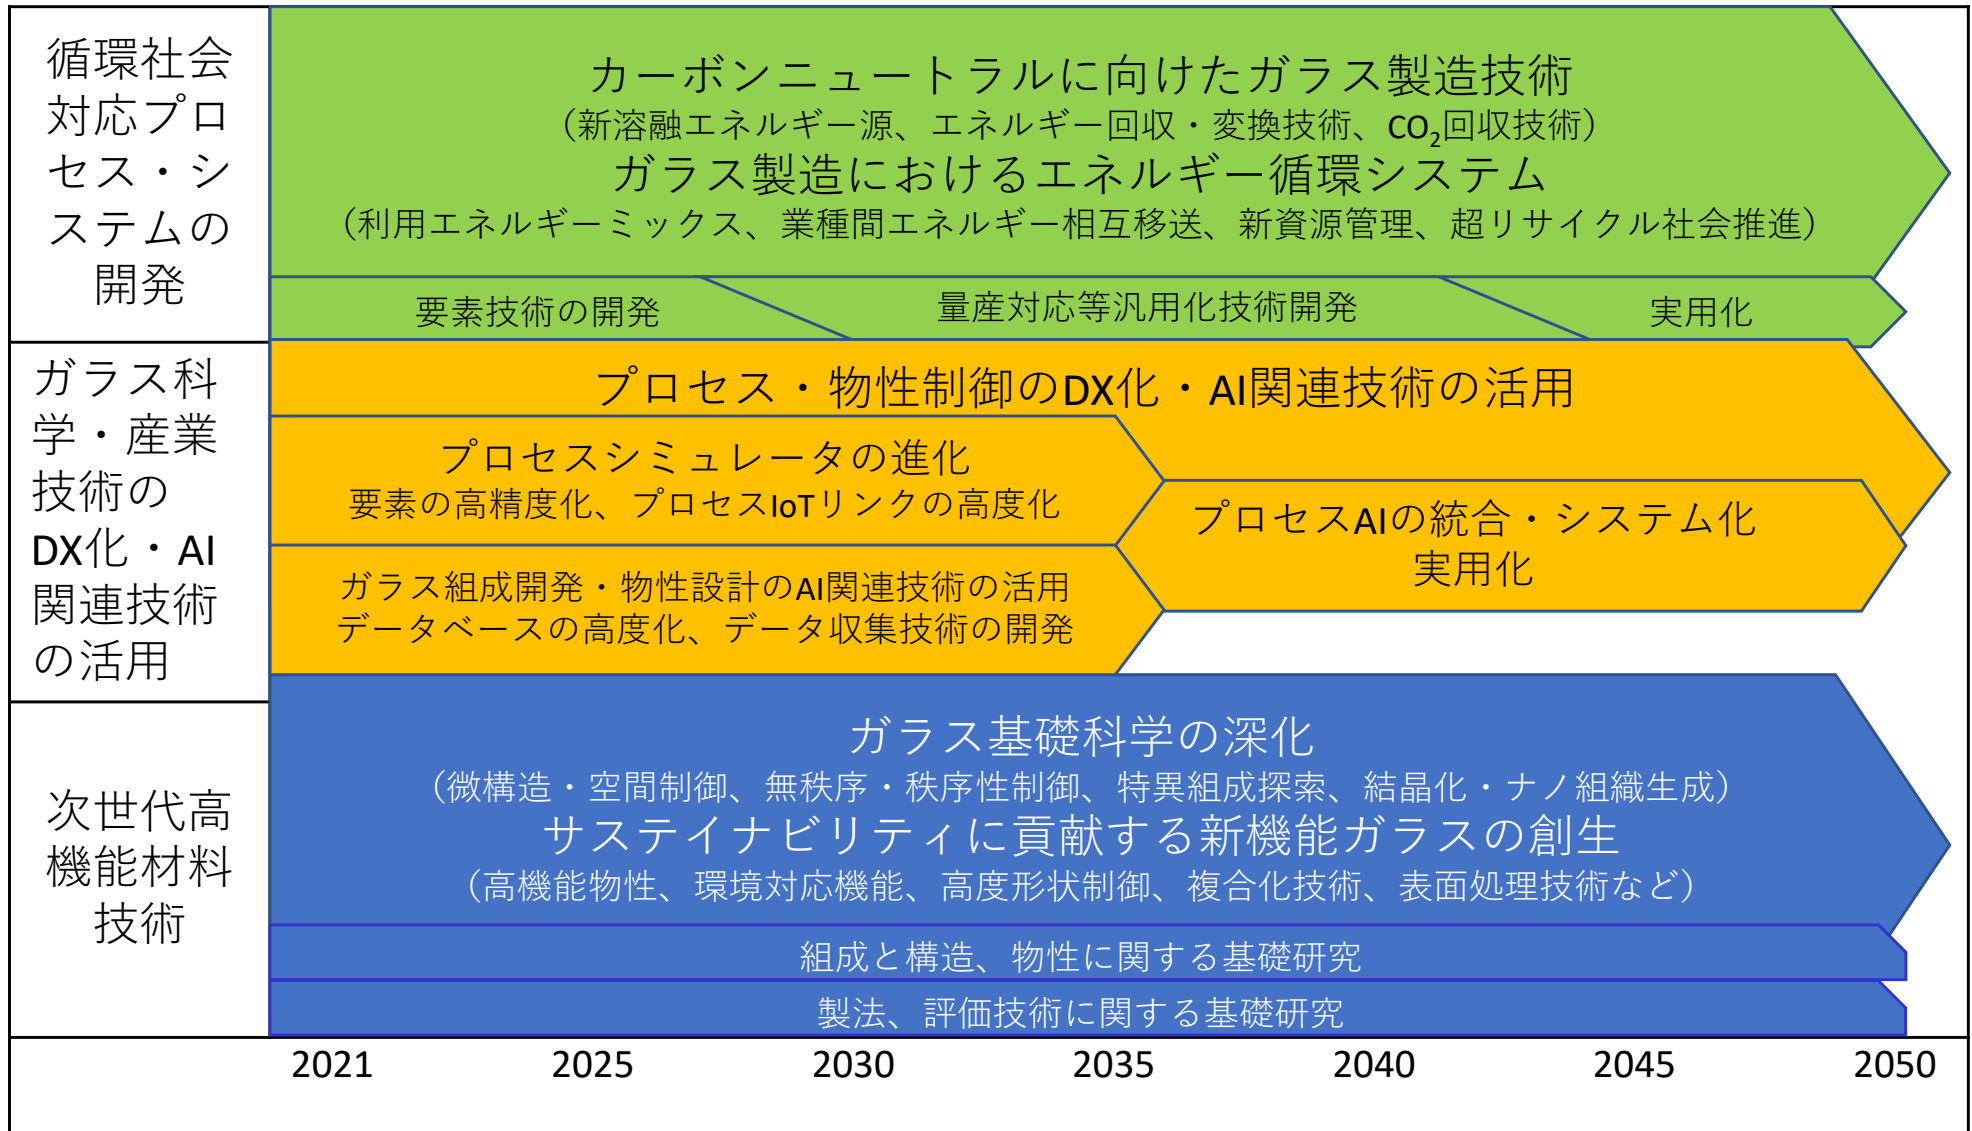 循環社会
対応プロ
セス・シ
ステムの
開発
カーボンニュートラルに向けたガラス製造技術
（新溶融エネルギー源、エネルギー回収・変換技術、CO₂回収技術）
ガラス製造におけるエネルギー循環システム
（利用エネルギーミックス、業種間エネルギー相互移送、新資源管理、超リサイクル社会推進）
要素技術の開発
量産対応等汎用化技術開発
実用化
ガラス科
学・産業
技術の
DX化・AI
関連技術
の活用
プロセス・物性制御のDX化・AI関連技術の活用
プロセスシミュレータの進化
要素の高精度化、プロセスIoTリンクの高度化
ガラス組成開発・物性設計のAI関連技術の活用
データベースの高度化、データ収集技術の開発
プロセスAIの統合・システム化
実用化
次世代高
機能材料
技術
ガラス基礎科学の深化
（微構造・空間制御、無秩序・秩序性制御、特異組成探索、結晶化・ナノ組織生成）
サステイナビリティに貢献する新機能ガラスの創生
（高機能物性、環境対応機能、高度形状制御、複合化技術、表面処理技術など）
組成と構造、物性に関する基礎研究
製法、評価技術に関する基礎研究
2021 2025 2030 2035 2040 2045 2050